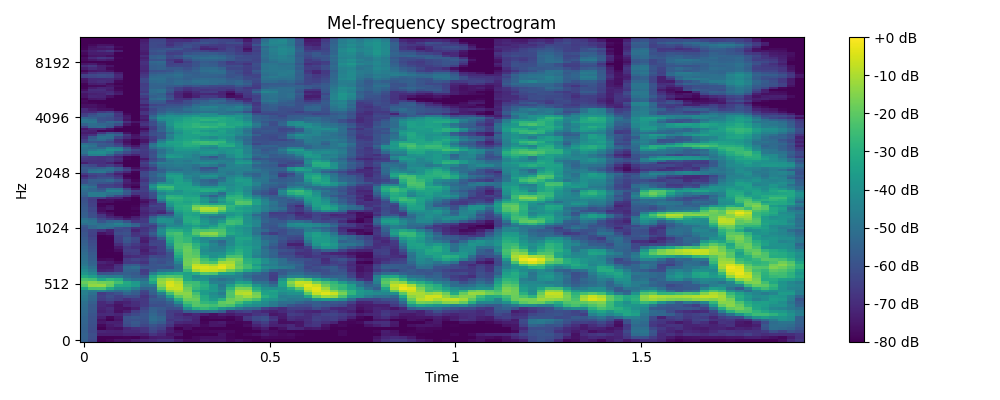 Mel-frequency spectrogram
+0 dB
8192
-10 dB
4096
-20 dB
-30 dB
2048
Hz
-40 dB
1024
-50 dB
-60 dB
512
-70 dB
0
-80 dB
0
0.5
1
1.5
Time